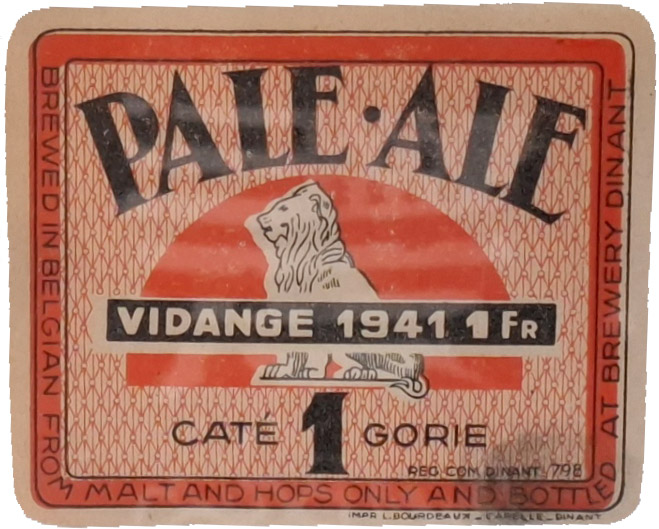 PALE·ALE
VIDANGE 1941 1 FR
CATÉ 1 GORIE
REG. COM. DINANT 798
BREWED IN BELGIAN FROM MALT AND HOPS ONLY AND BOTTLED AT BREWERY DINANT
IMPR. L. BOURDEAUX - CAPELLE - DINANT